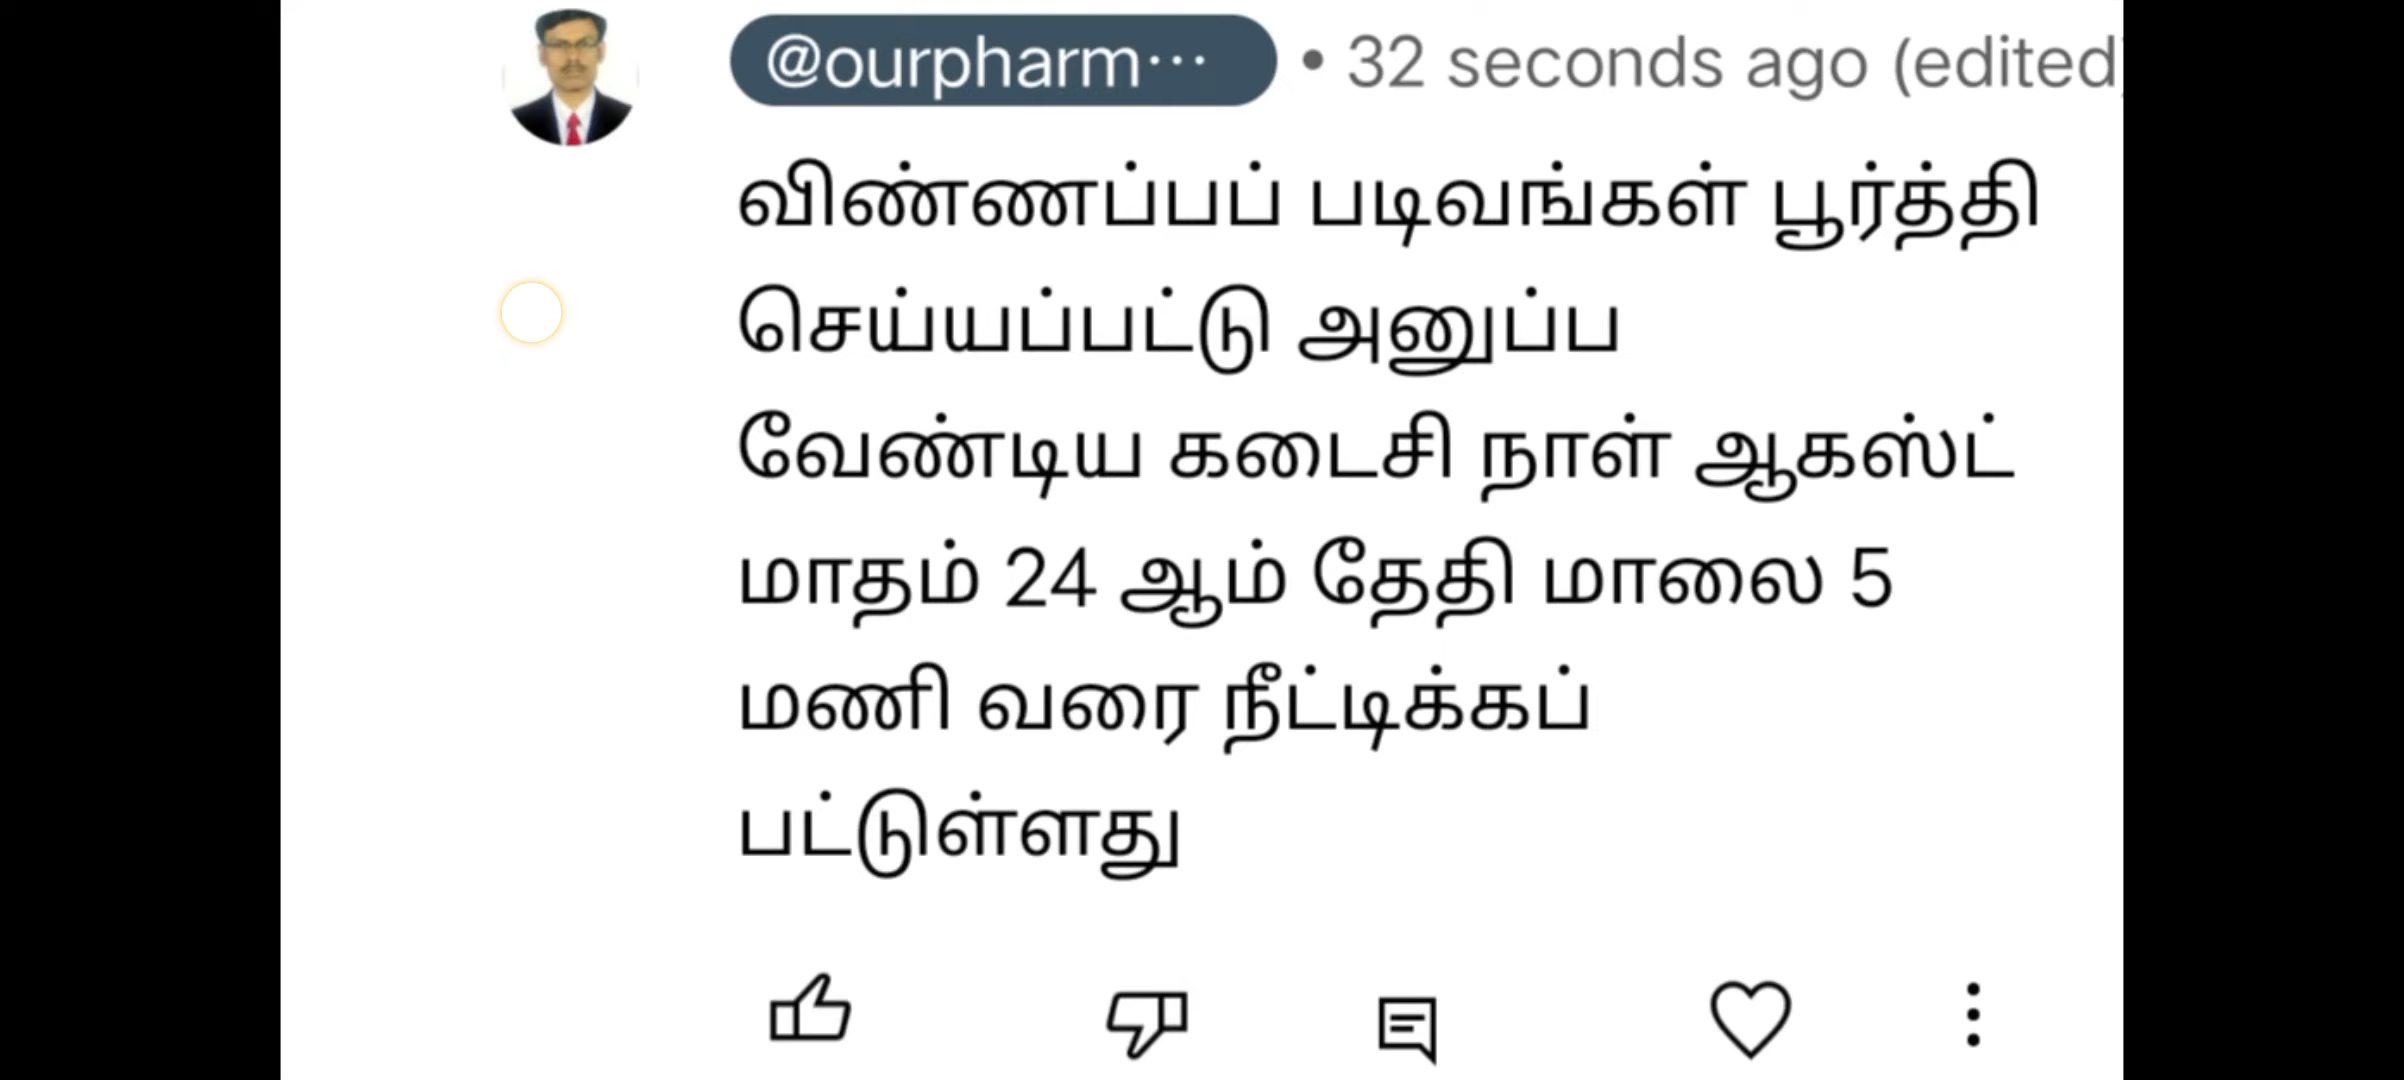 @ourpharm... • 32 seconds ago (edited)
விண்ணப்பப் படிவங்கள் பூர்த்தி
செய்யப்பட்டு அனுப்ப
வேண்டிய கடைசி நாள் ஆகஸ்ட்
மாதம் 24 ஆம் தேதி மாலை 5
மணி வரை நீட்டிக்கப்
பட்டுள்ளது